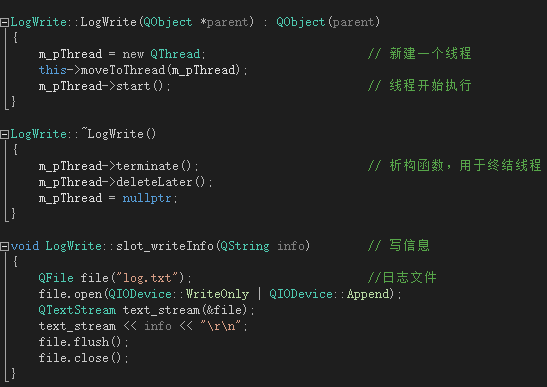 LogWrite::LogWrite(QObject *parent) : QObject(parent)
{
m_pThread = new QThread; // 新建一个线程
this->moveToThread(m_pThread);
m_pThread->start(); // 线程开始执行
}
LogWrite::~LogWrite()
{
m_pThread->terminate(); // 析构函数，用于终结线程
m_pThread->deleteLater();
m_pThread = nullptr;
}
void LogWrite::slot_writeInfo(QString info) // 写信息
{
QFile file("log.txt"); //日志文件
file.open(QIODevice::WriteOnly | QIODevice::Append);
QTextStream text_stream(&file);
text_stream << info << "\r\n";
file.flush();
file.close();
}